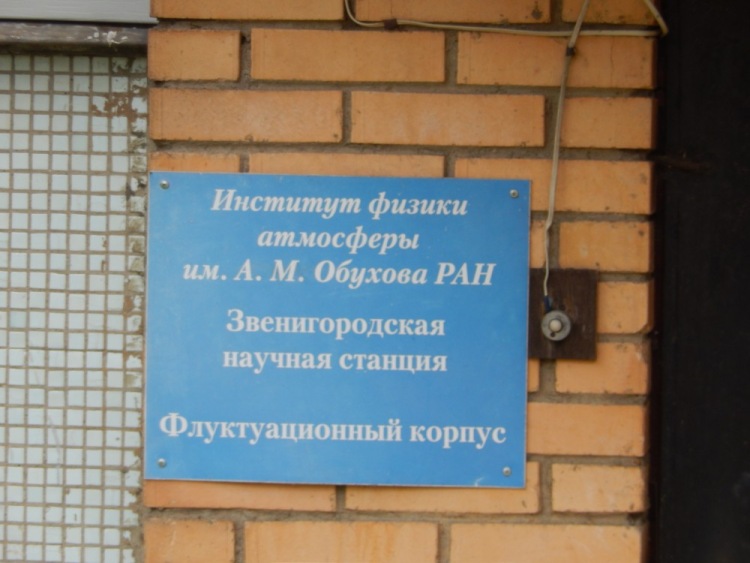 Институт физики
атмосферы
им. А. М. Обухова РАН
Звенигородская
научная станция
Флуктуационный корпус